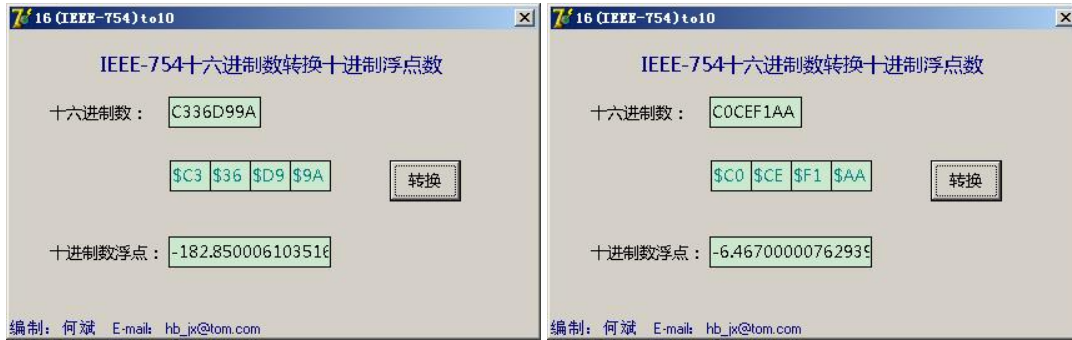 16(IEEE-754)to10
IEEE-754十六进制数转换十进制浮点数
十六进制数： C336D99A
$C3 $36 $D9 $9A 转换
十进制数浮点： -182.850006103516
编制：何斌 E-mail: hb_jx@tom.com
16(IEEE-754)to10
IEEE-754十六进制数转换十进制浮点数
十六进制数： C0CEF1AA
$C0 $CE $F1 $AA 转换
十进制数浮点： -6.46700000762939
编制：何斌 E-mail: hb_jx@tom.com